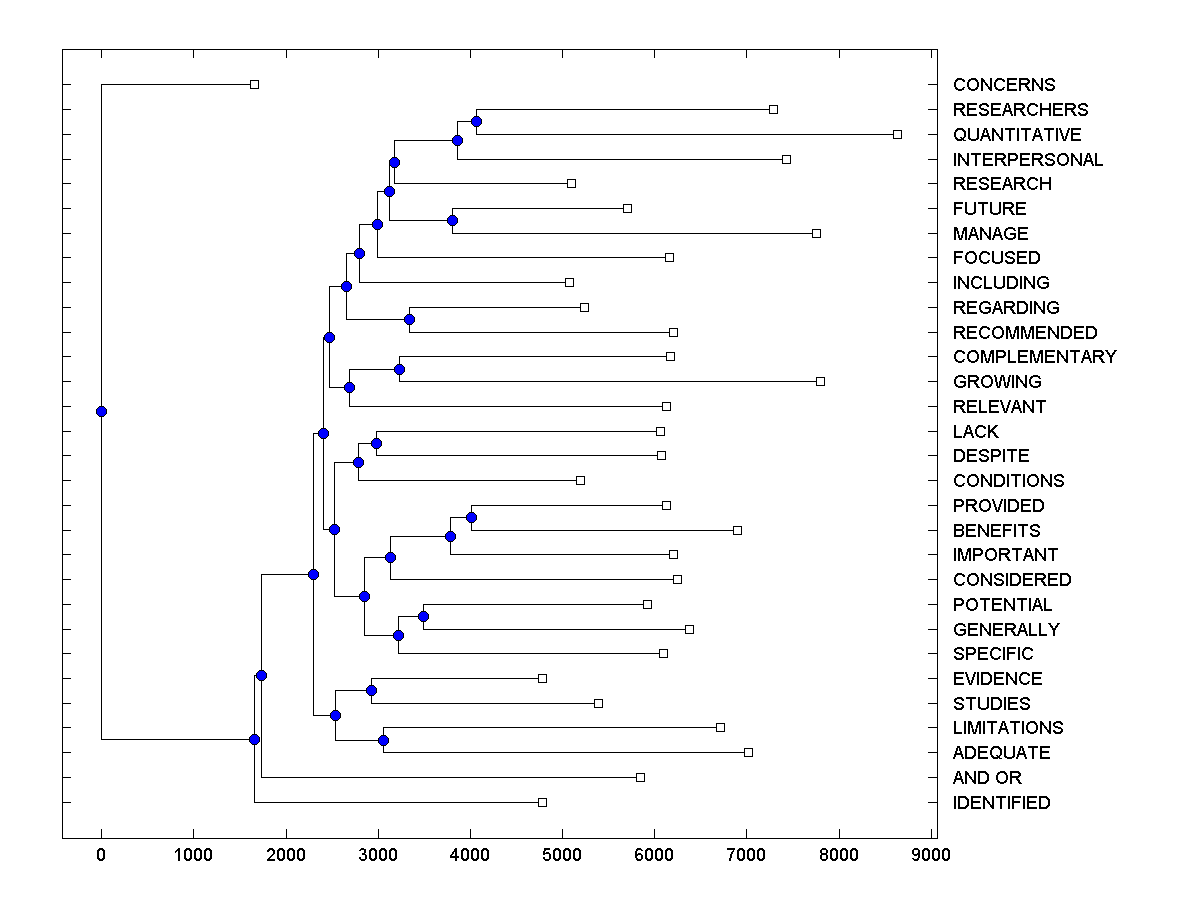 CONCERNS
RESEARCHERS
QUANTITATIVE
INTERPERSONAL
RESEARCH
FUTURE
MANAGE
FOCUSED
INCLUDING
REGARDING
RECOMMENDED
COMPLEMENTARY
GROWING
RELEVANT
LACK
DESPITE
CONDITIONS
PROVIDED
BENEFITS
IMPORTANT
CONSIDERED
POTENTIAL
GENERALLY
SPECIFIC
EVIDENCE
STUDIES
LIMITATIONS
ADEQUATE
AND OR
IDENTIFIED
0 1000 2000 3000 4000 5000 6000 7000 8000 9000